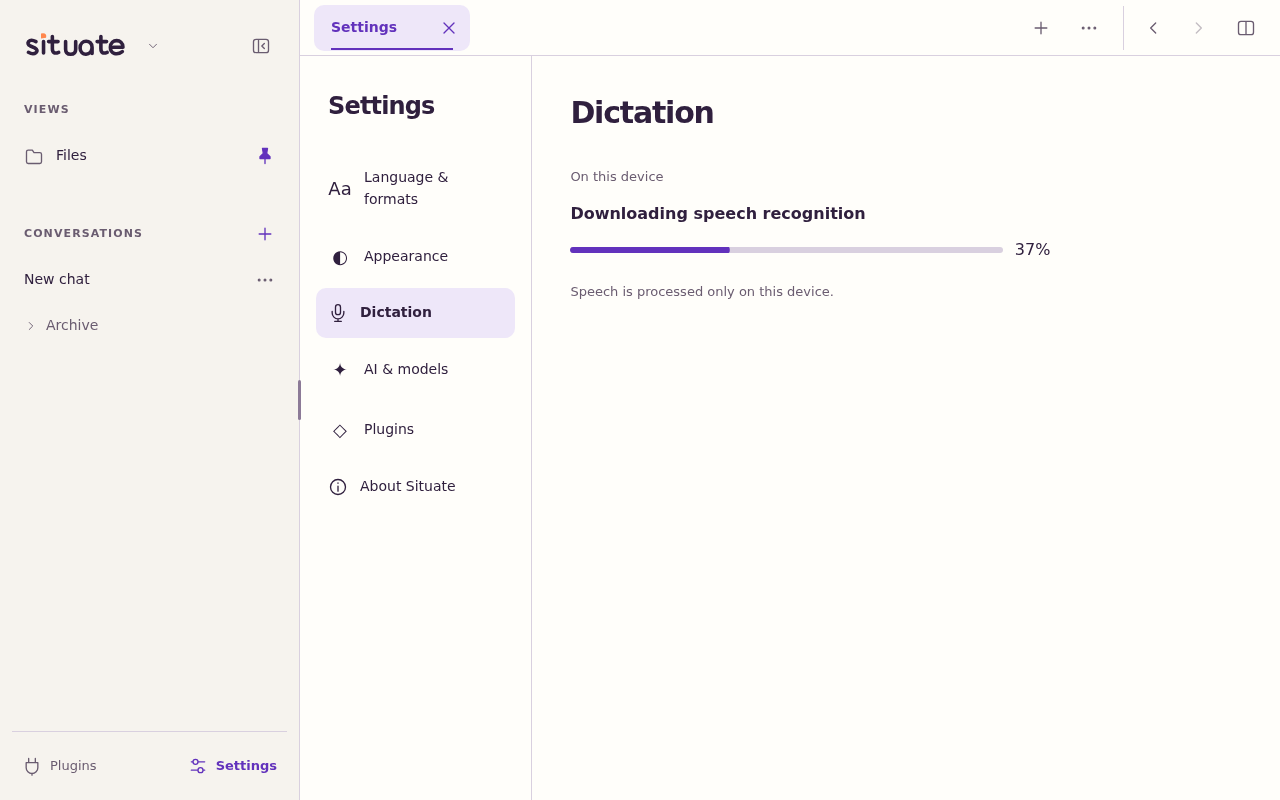 situate
Settings
VIEWS
Files
CONVERSATIONS
New chat
Archive
Plugins
Settings
Settings
Aa
Language &
formats
Appearance
Dictation
AI & models
Plugins
About Situate
Dictation
On this device
Downloading speech recognition
37%
Speech is processed only on this device.